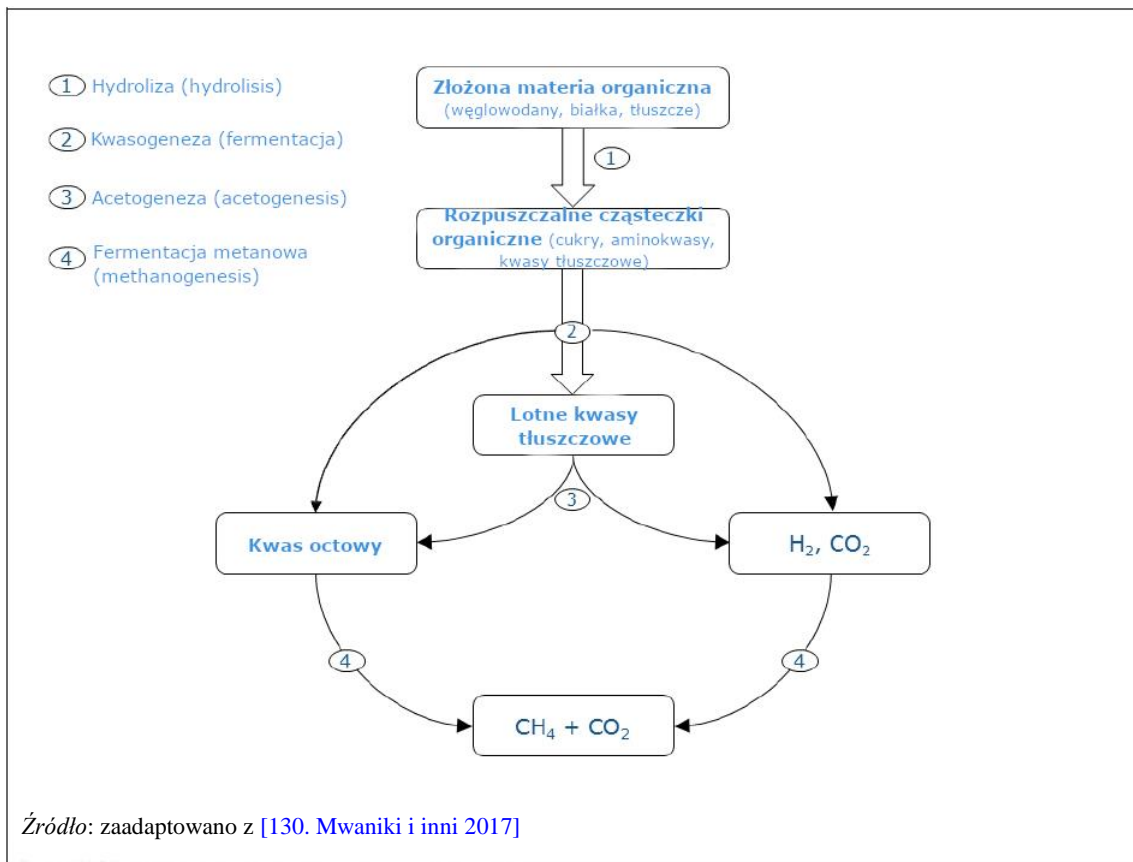 1 Hydroliza (hydrolisis)
2 Kwasogeneza (fermentacja)
3 Acetogeneza (acetogenesis)
4 Fermentacja metanowa
(methanogenesis)
Złożona materia organiczna
(węglowodany, białka, tłuszcze)
1
Rozpuszczalne cząsteczki
organiczne (cukry, aminokwasy,
kwasy tłuszczowe)
2
Lotne kwasy
tłuszczowe
3
Kwas octowy
H₂, CO₂
4
4
CH₄ + CO₂
Źródło: zaadaptowano z [130. Mwaniki i inni 2017]